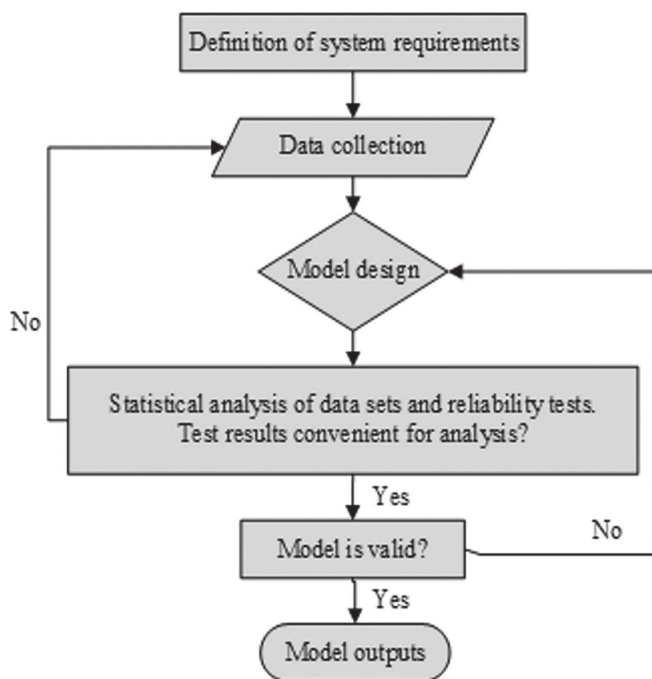 Definition of system requirements
Data collection
Model design
No
Statistical analysis of data sets and reliability tests.
Test results convenient for analysis?
Yes
No
Model is valid?
Yes
Model outputs